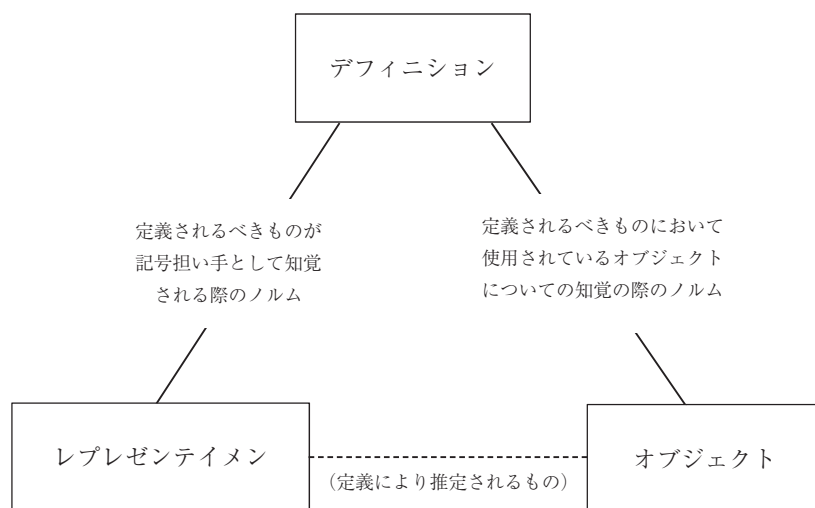 デフィニション
定義されるべきものが
記号担い手として知覚
される際のノルム
定義されるべきものにおいて
使用されているオブジェクト
についての知覚の際のノルム
レプレゼンテイメン
(定義により推定されるもの)
オブジェクト